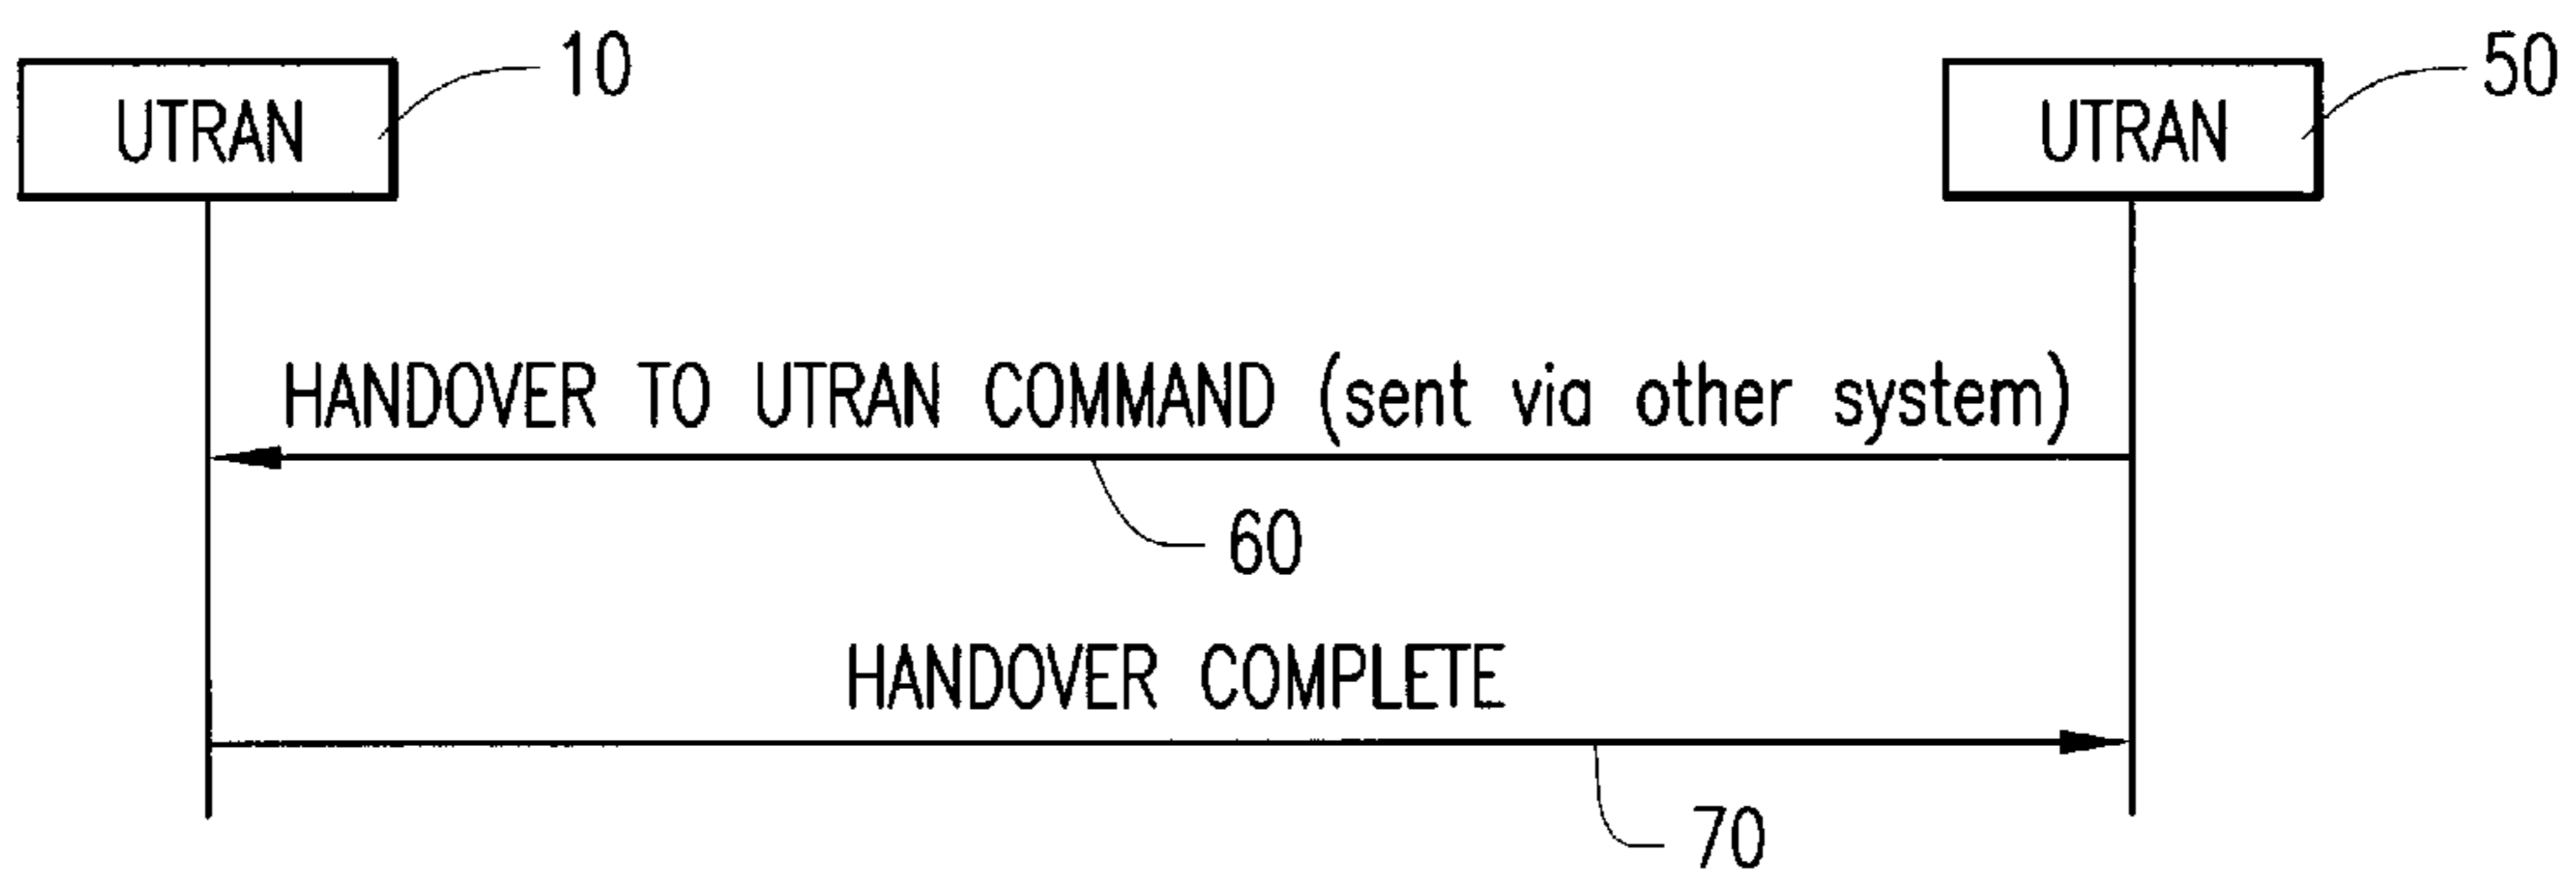 UTRAN 10
UTRAN 50
HANDOVER TO UTRAN COMMAND (sent via other system)
60
HANDOVER COMPLETE
70